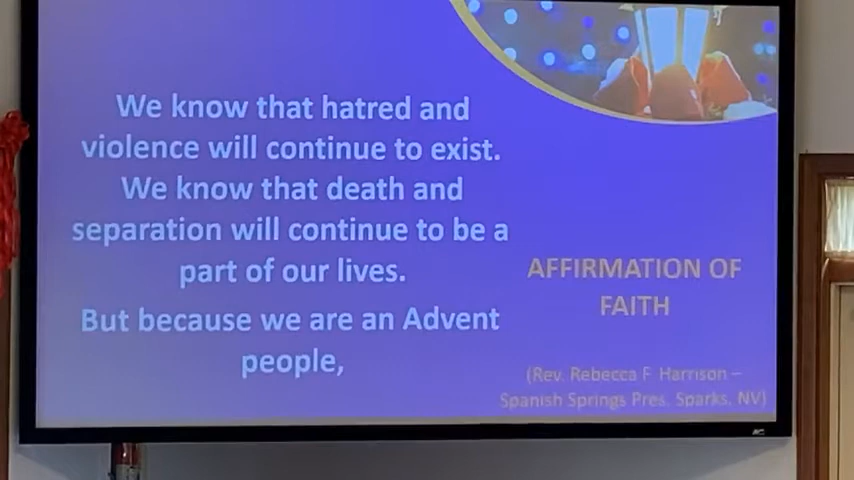 We know that hatred and
violence will continue to exist.
We know that death and
separation will continue to be a
part of our lives.
But because we are an Advent
people,
AFFIRMATION OF
FAITH
(Rev. Rebecca F Harrison –
Spanish Springs Pres. Sparks, NV)